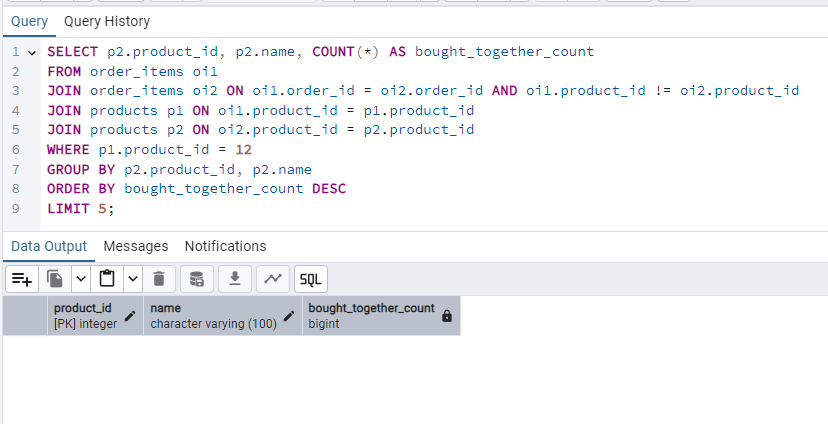 Query Query History
1 SELECT p2.product_id, p2.name, COUNT(*) AS bought_together_count
2 FROM order_items oi1
3 JOIN order_items oi2 ON oi1.order_id = oi2.order_id AND oi1.product_id != oi2.product_id
4 JOIN products p1 ON oi1.product_id = p1.product_id
5 JOIN products p2 ON oi2.product_id = p2.product_id
6 WHERE p1.product_id = 12
7 GROUP BY p2.product_id, p2.name
8 ORDER BY bought_together_count DESC
9 LIMIT 5;
Data Output Messages Notifications
SQL
product_id name bought_together_count
[PK] integer character varying (100) bigint